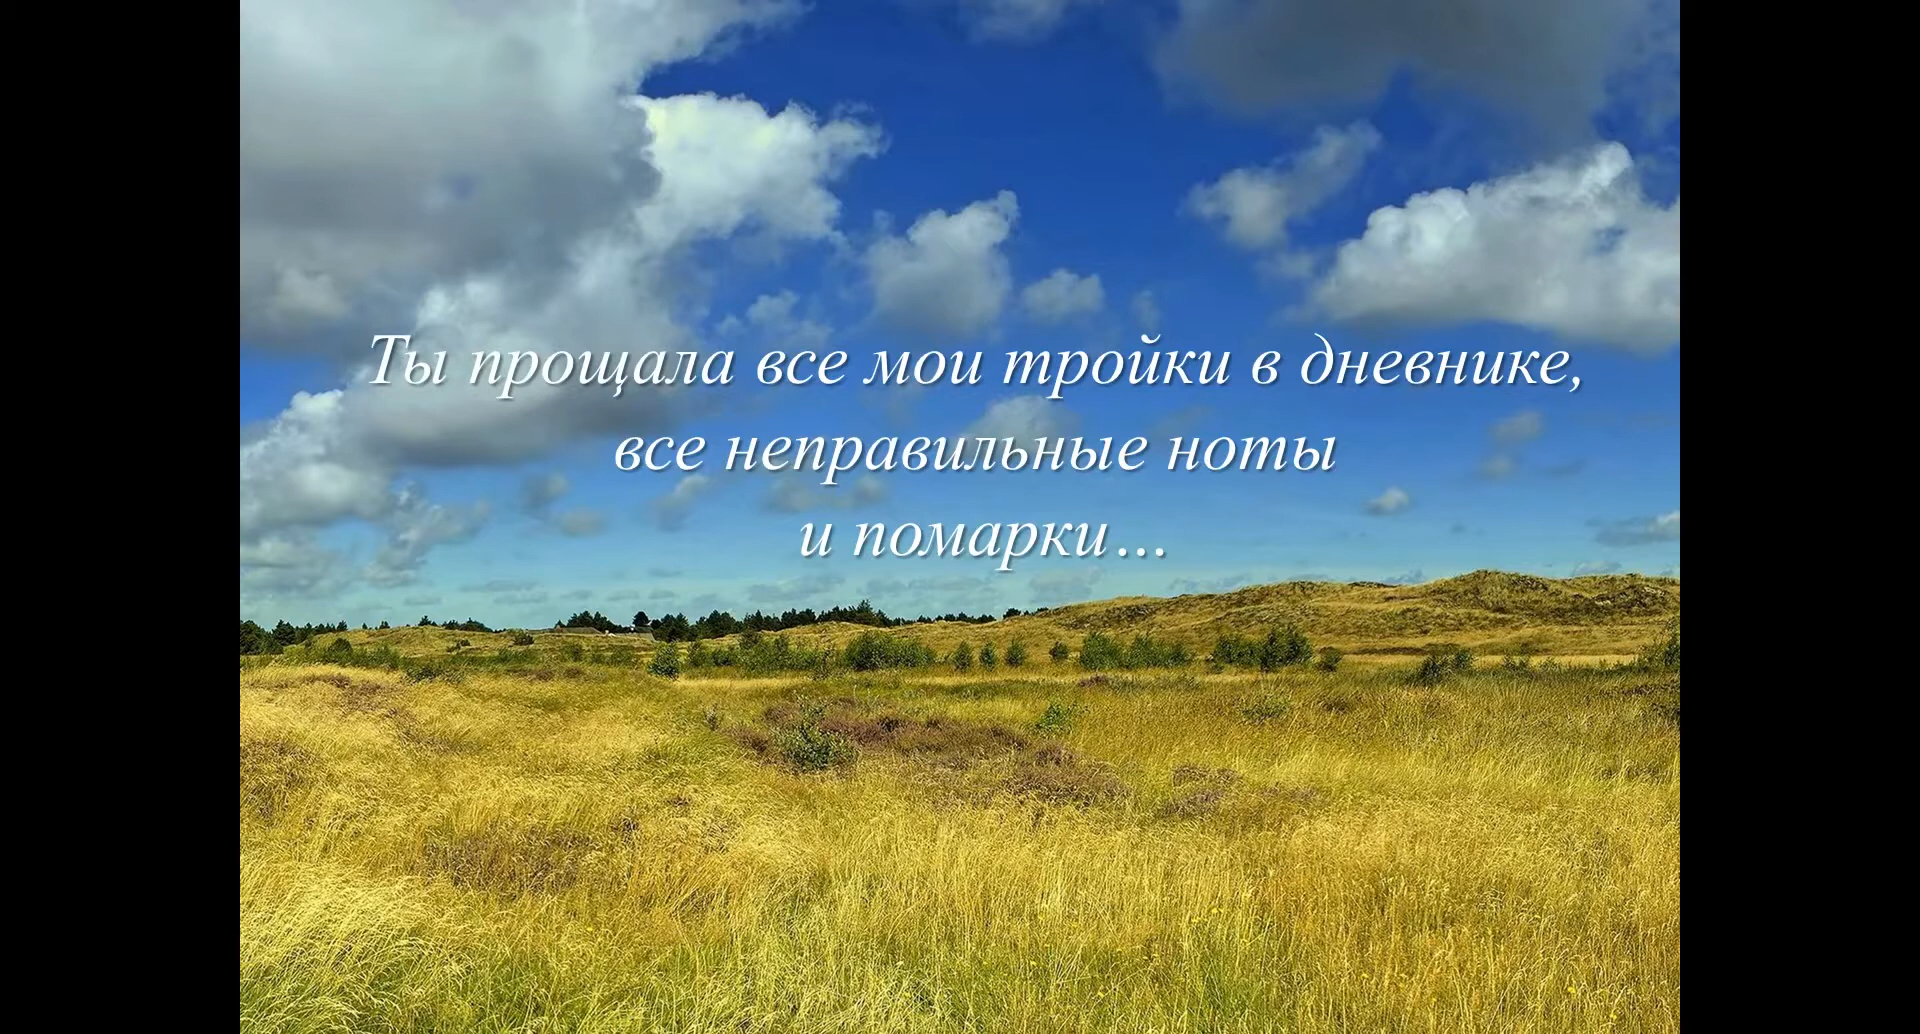 Ты прощала все мои тройки в дневнике,
все неправильные ноты
и помарки...